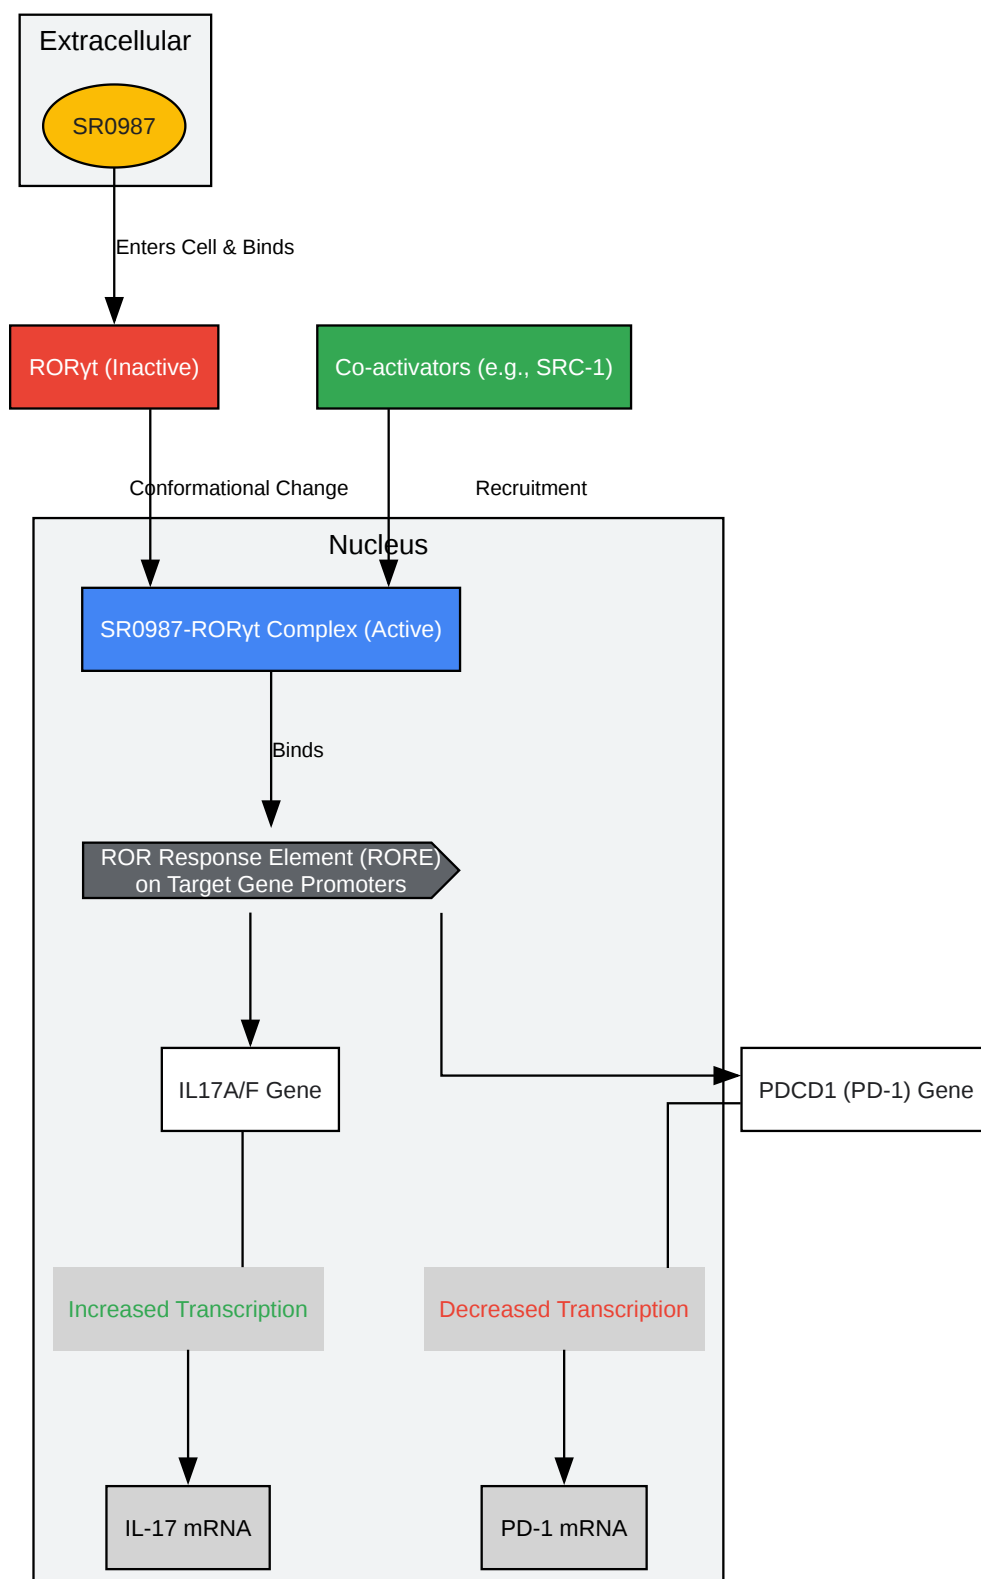 Extracellular
SR0987
Enters Cell & Binds
RORγt (Inactive)
Co-activators (e.g., SRC-1)
Conformational Change
Recruitment
Nucleus
SR0987-RORγt Complex (Active)
Binds
ROR Response Element (RORE)
on Target Gene Promoters
IL17A/F Gene
PDCD1 (PD-1) Gene
Increased Transcription
Decreased Transcription
IL-17 mRNA
PD-1 mRNA